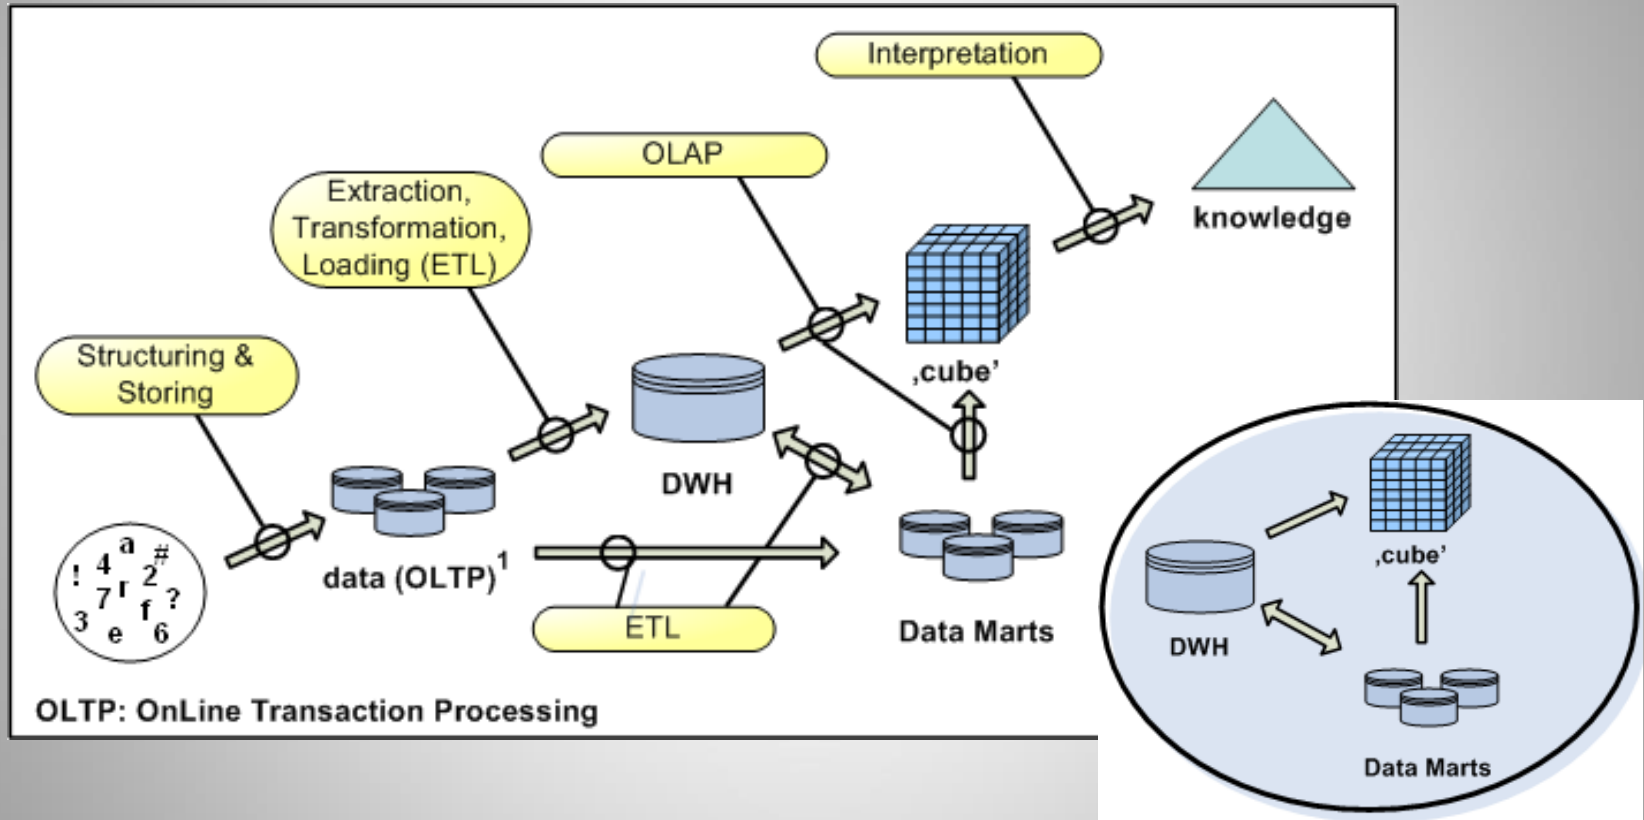 Interpretation
OLAP
Extraction,
Transformation,
Loading (ETL)
knowledge
Structuring &
Storing
‚cube’
DWH
a
#
! 4 2
7 r f ?
3 e 6
data (OLTP)¹
ETL
Data Marts
OLTP: OnLine Transaction Processing
‚cube’
DWH
Data Marts